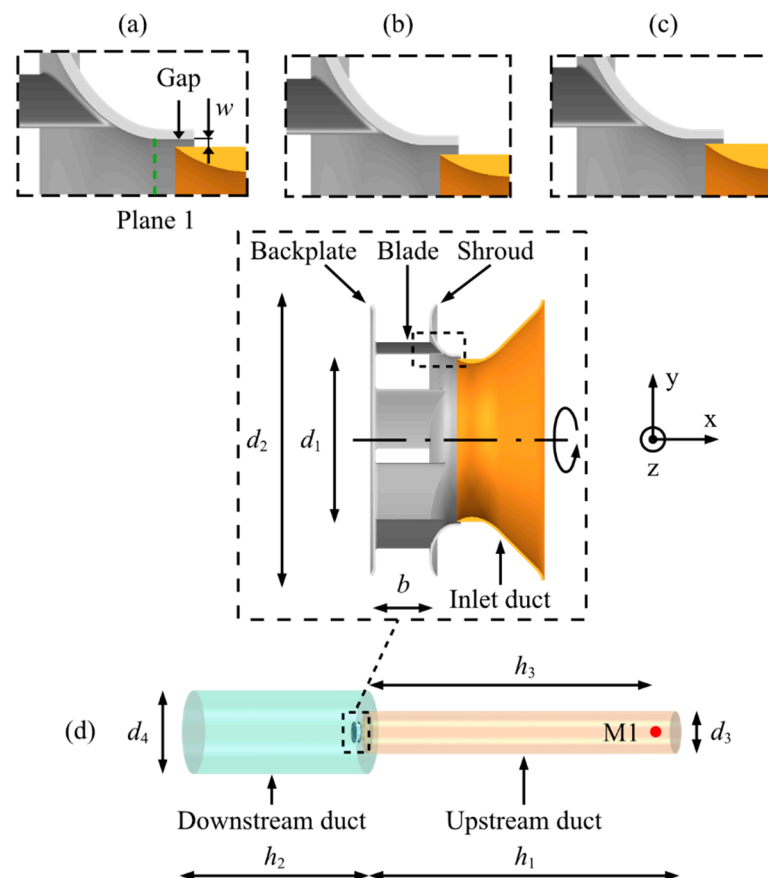 (a)
(b)
(c)
Gap
w
Plane 1
Backplate
Blade
Shroud
d2
d1
y
x
z
b
Inlet duct
h3
(d)
d4
M1
d3
Downstream duct
Upstream duct
h2
h1